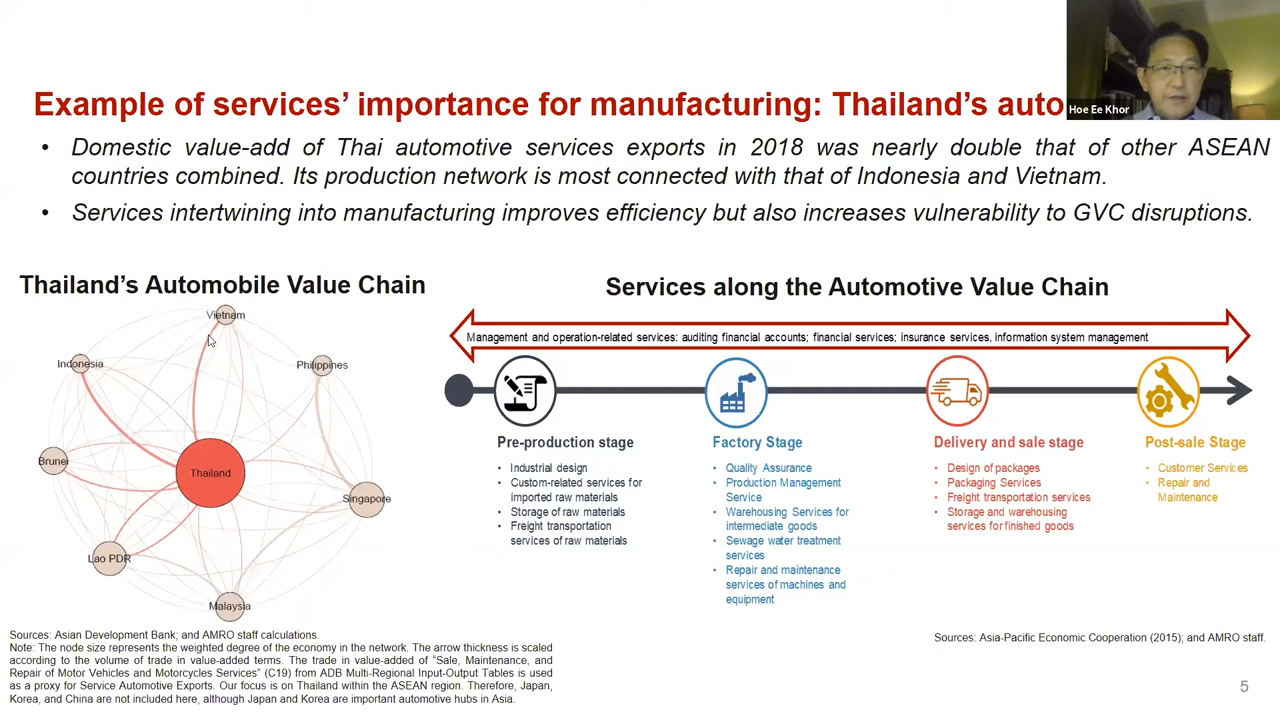 Hoe Ee Khor
Example of services’ importance for manufacturing: Thailand’s auto
• Domestic value-add of Thai automotive services exports in 2018 was nearly double that of other ASEAN
countries combined. Its production network is most connected with that of Indonesia and Vietnam.
• Services intertwining into manufacturing improves efficiency but also increases vulnerability to GVC disruptions.
Thailand’s Automobile Value Chain
Vietnam
Indonesia
Philippines
Brunei
Thailand
Singapore
Lao PDR
Malaysia
Sources: Asian Development Bank; and AMRO staff calculations.
Note: The node size represents the weighted degree of the economy in the network. The arrow thickness is scaled
according to the volume of trade in value-added terms. The trade in value-added of “Sale, Maintenance, and
Repair of Motor Vehicles and Motorcycles Services” (C19) from ADB Multi-Regional Input-Output Tables is used
as a proxy for Service Automotive Exports. Our focus is on Thailand within the ASEAN region. Therefore, Japan,
Korea, and China are not included here, although Japan and Korea are important automotive hubs in Asia.
Services along the Automotive Value Chain
Management and operation-related services: auditing financial accounts; financial services; insurance services, information system management
Pre-production stage
• Industrial design
• Custom-related services for
imported raw materials
• Storage of raw materials
• Freight transportation
services of raw materials
Factory Stage
• Quality Assurance
• Production Management
Service
• Warehousing Services for
intermediate goods
• Sewage water treatment
services
• Repair and maintenance
services of machines and
equipment
Delivery and sale stage
• Design of packages
• Packaging Services
• Freight transportation services
• Storage and warehousing
services for finished goods
Post-sale Stage
• Customer Services
• Repair and
Maintenance
Sources: Asia-Pacific Economic Cooperation (2015); and AMRO staff.
5